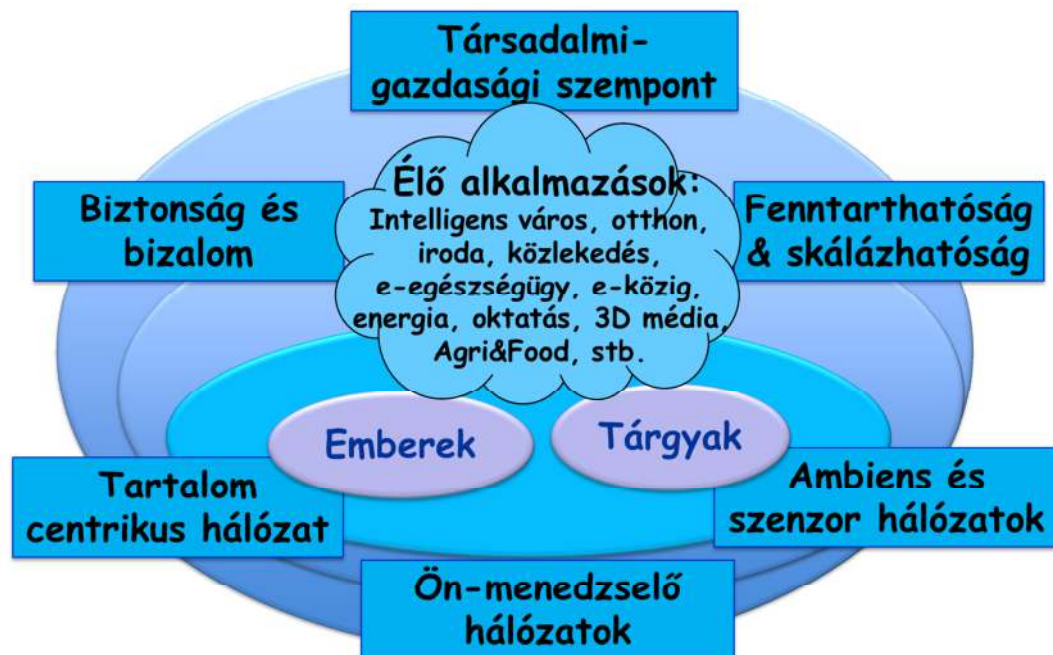 Társadalmi-
gazdasági szempont
Biztonság és
bizalom
Élő alkalmazások:
Intelligens város, otthon,
iroda, közlekedés,
e-egészségügy, e-közig,
energia, oktatás, 3D média,
Agri&Food, stb.
Fenntarthatóság
& skálázhatóság
Emberek
Tárgyak
Tartalom
centrikus hálózat
Ambiens és
szenzor hálózatok
Ön-menedzselő
hálózatok